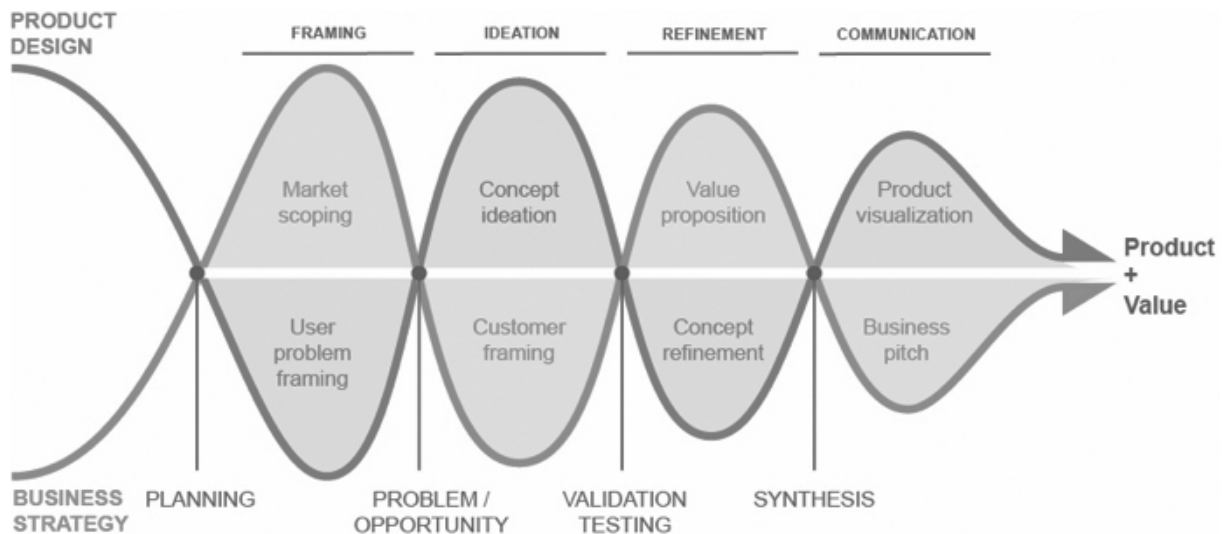 PRODUCT
DESIGN
FRAMING
IDEATION
REFINEMENT
COMMUNICATION
Market
scoping
Concept
ideation
Value
proposition
Product
visualization
Product
+
Value
User
problem
framing
Customer
framing
Concept
refinement
Business
pitch
BUSINESS
STRATEGY
PLANNING
PROBLEM /
OPPORTUNITY
VALIDATION
TESTING
SYNTHESIS